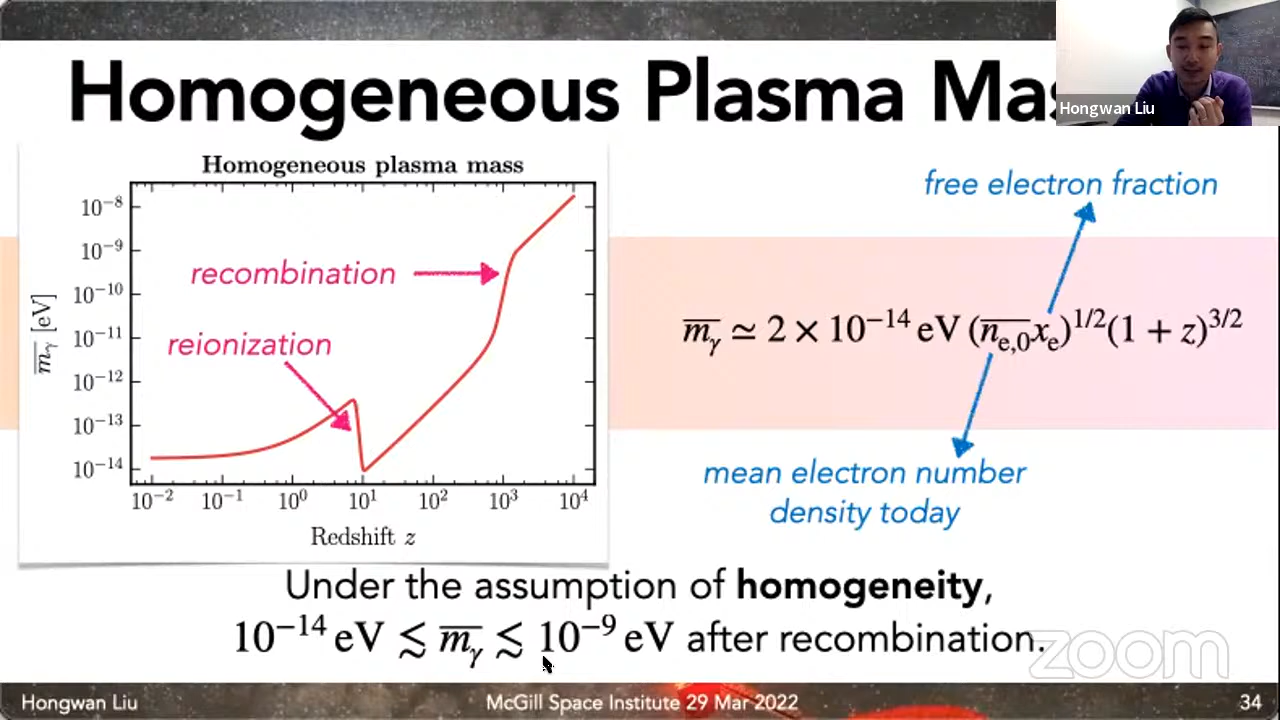 Homogeneous Plasma Mas
Hongwan Liu
Homogeneous plasma mass
10⁻⁸
10⁻⁹
10⁻¹⁰
10⁻¹¹
10⁻¹²
10⁻¹³
10⁻¹⁴
m̅_γ [eV]
recombination
reionization
10⁻² 10⁻¹ 10⁰ 10¹ 10² 10³ 10⁴
Redshift z
free electron fraction
m̅_γ ≃ 2 × 10⁻¹⁴ eV (n̅_e,0 x_e)^1/2 (1 + z)^3/2
mean electron number
density today
Under the assumption of homogeneity,
10⁻¹⁴ eV ≲ m̅_γ ≲ 10⁻⁹ eV after recombination.
zoom
Hongwan Liu
McGill Space Institute 29 Mar 2022
34